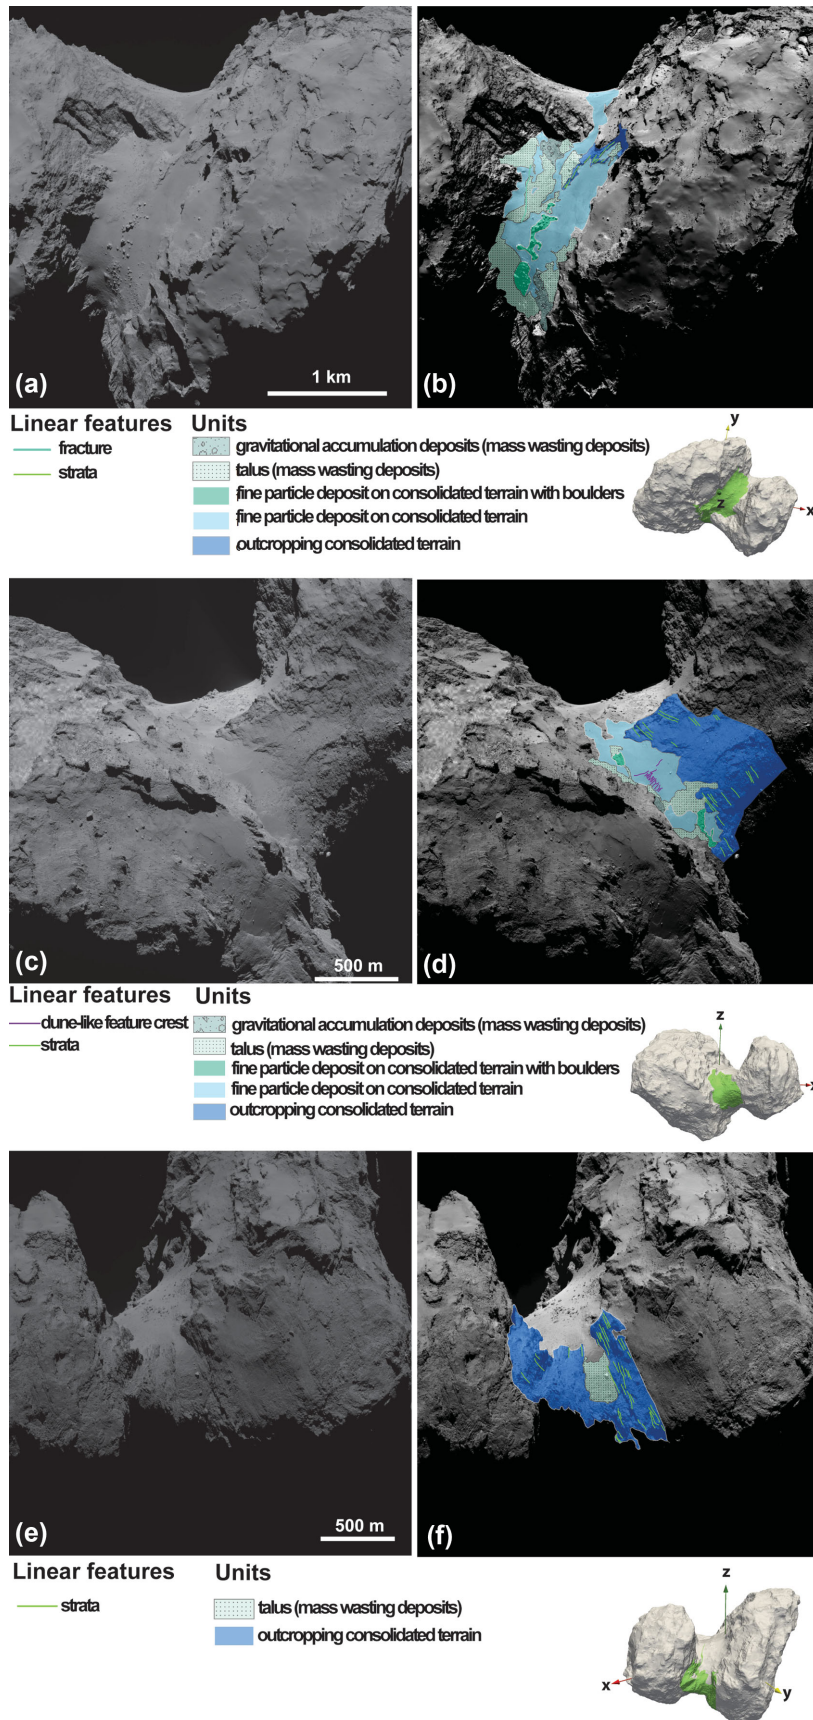 (a)
1 km
(b)
Linear features
fracture
strata
Units
gravitational accumulation deposits (mass wasting deposits)
talus (mass wasting deposits)
fine particle deposit on consolidated terrain with boulders
fine particle deposit on consolidated terrain
outcropping consolidated terrain
y
z
x
(c)
500 m
(d)
Linear features
dune-like feature crest
strata
Units
gravitational accumulation deposits (mass wasting deposits)
talus (mass wasting deposits)
fine particle deposit on consolidated terrain with boulders
fine particle deposit on consolidated terrain
outcropping consolidated terrain
z
x
(e)
500 m
(f)
Linear features
strata
Units
talus (mass wasting deposits)
outcropping consolidated terrain
z
x
y